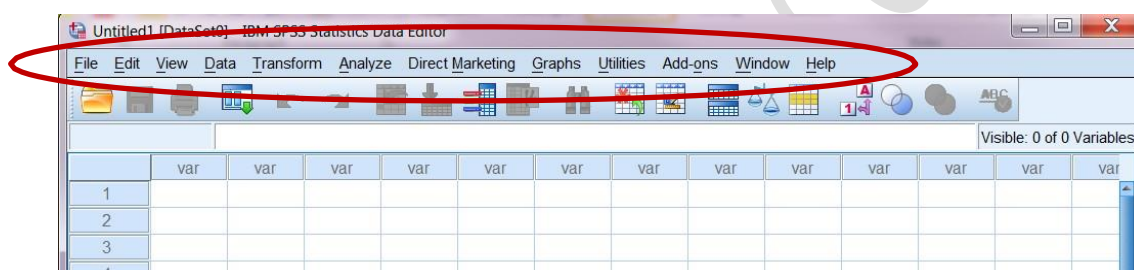 Untitled1 [DataSet0] - IBM SPSS Statistics Data Editor
File Edit View Data Transform Analyze Direct Marketing Graphs Utilities Add-ons Window Help
A
1
ABC
Visible: 0 of 0 Variables
var var var var var var var var var var var var var
1
2
3